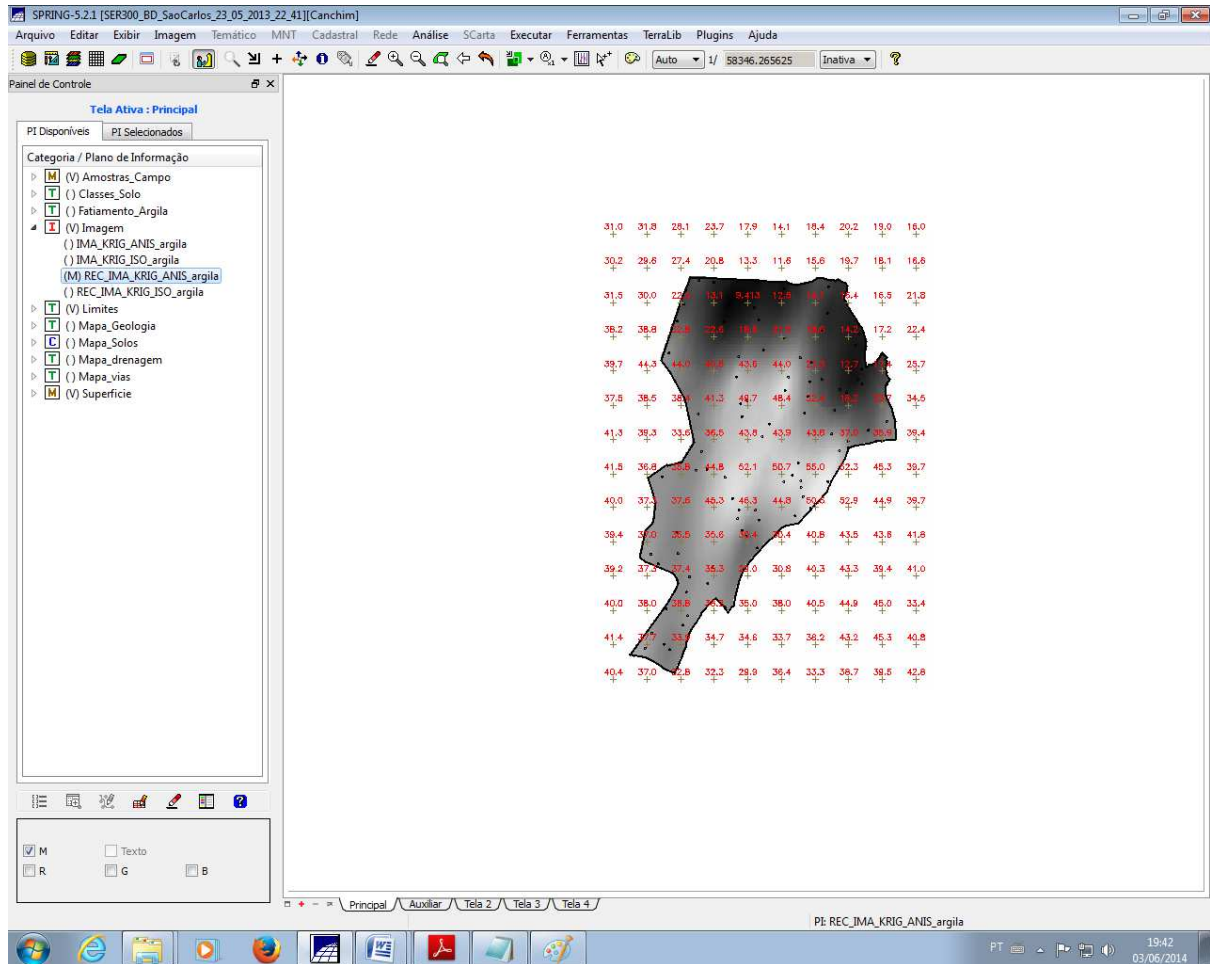 SPRING-5.2.1 [SER300_BD_SaoCarlos_23_05_2013_22_41][Canchim]
Arquivo Editar Exibir Imagem Temático MNT Cadastral Rede Análise SCarta Executar Ferramentas TerraLib Plugins Ajuda
Auto 1/ 58346.265625 Inativa
Painel de Controle
Tela Ativa : Principal
PI Disponíveis PI Selecionados
Categoria / Plano de Informação
M (V) Amostras_Campo
T ( ) Classes_Solo
T ( ) Fatiamento_Argila
I (V) Imagem
( ) IMA_KRIG_ANIS_argila
( ) IMA_KRIG_ISO_argila
(M) REC_IMA_KRIG_ANIS_argila
( ) REC_IMA_KRIG_ISO_argila
T (V) Limites
T ( ) Mapa_Geologia
C ( ) Mapa_Solos
T ( ) Mapa_drenagem
T ( ) Mapa_vias
M (V) Superficie
M Texto
R G B
31.0 31.8 28.1 23.7 17.9 14.1 18.4 20.2 19.0 16.0
30.2 29.6 27.4 20.8 13.3 11.6 15.6 19.7 18.1 16.6
31.5 30.0 13.1 9.413 16.5 21.8
38.2 38.8 22.6 14.2 17.2 22.4
39.7 44.3 44.0 43.6 44.0 25.7
37.8 38.5 41.3 48.4 34.5
41.3 39.3 33.6 36.5 43.8 43.9 43.8 37.0 39.4
41.8 36.8 44.8 52.1 50.7 55.0 45.3 39.7
40.0 37.6 45.3 46.3 44.8 52.9 44.9 39.7
39.4 35.6 40.8 43.5 43.8 41.8
39.2 37.3 37.4 35.3 30.8 40.3 43.3 39.4 41.0
40.0 38.0 38.8 35.0 38.0 40.5 44.9 45.0 33.4
41.4 34.7 34.6 33.7 38.2 43.2 45.3 40.8
40.4 37.0 32.3 29.9 36.4 33.3 38.7 39.5 42.8
Principal Auxiliar Tela 2 Tela 3 Tela 4
PI: REC_IMA_KRIG_ANIS_argila
PT
19:42
03/06/2014